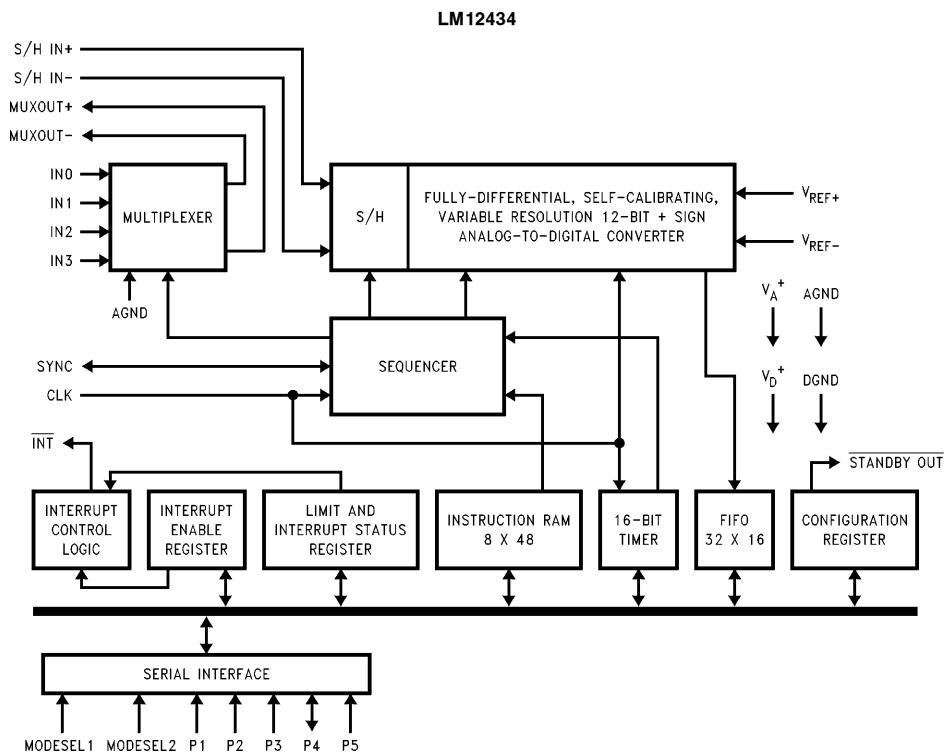 LM12434
S/H IN+
S/H IN-
MUXOUT+
MUXOUT-
IN0
IN1
IN2
IN3
MULTIPLEXER
AGND
S/H
FULLY-DIFFERENTIAL, SELF-CALIBRATING,
VARIABLE RESOLUTION 12-BIT + SIGN
ANALOG-TO-DIGITAL CONVERTER
VREF+
VREF-
VA+
AGND
VD+
DGND
SEQUENCER
SYNC
CLK
INT
STANDBY OUT
INTERRUPT
CONTROL
LOGIC
INTERRUPT
ENABLE
REGISTER
LIMIT AND
INTERRUPT STATUS
REGISTER
INSTRUCTION RAM
8 X 48
16-BIT
TIMER
FIFO
32 X 16
CONFIGURATION
REGISTER
SERIAL INTERFACE
MODESEL1 MODESEL2 P1 P2 P3 P4 P5